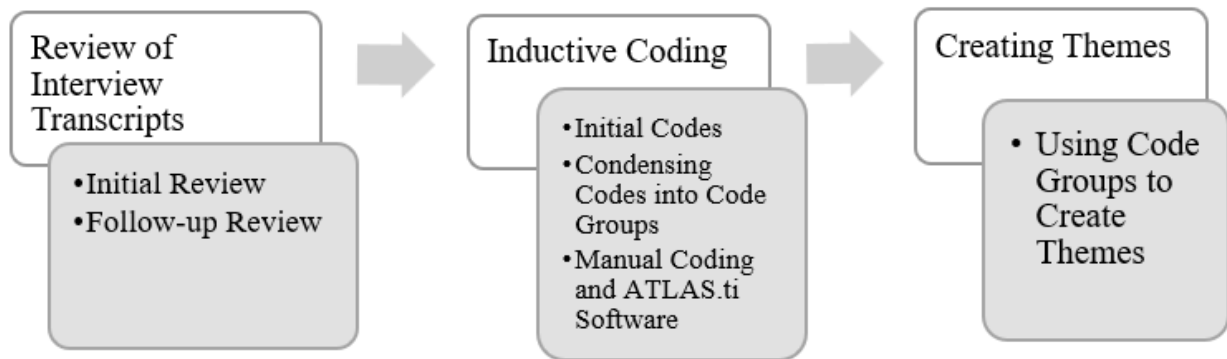 Review of
Interview
Transcripts
•Initial Review
•Follow-up Review
Inductive Coding
•Initial Codes
•Condensing
Codes into Code
Groups
•Manual Coding
and ATLAS.ti
Software
Creating Themes
• Using Code
Groups to
Create
Themes